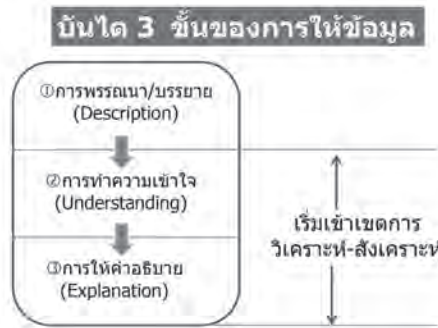 บันได 3 ขั้นของการให้ข้อมูล
①การพรรณนา/บรรยาย
(Description)
②การทำความเข้าใจ
(Understanding)
③การให้คำอธิบาย
(Explanation)
เริ่มเข้าเขตการ
วิเคราะห์-สังเคราะห์